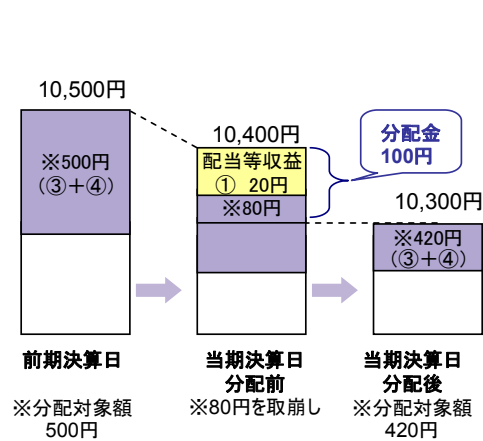 10,500円
※500円
(③+④)
前期決算日
※分配対象額
500円
10,400円
配当等収益
① 20円
※80円
当期決算日
分配前
※80円を取崩し
分配金
100円
10,300円
※420円
(③+④)
当期決算日
分配後
※分配対象額
420円